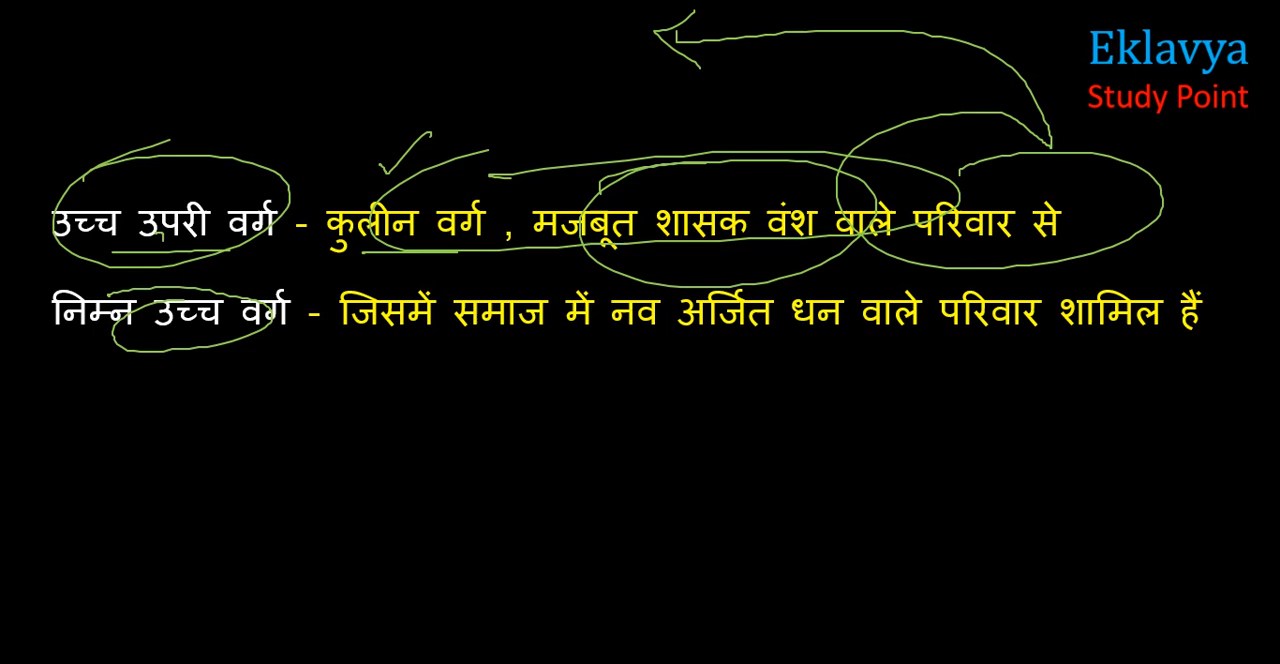 Eklavya
Study Point
उच्च उपरी वर्ग - कुलीन वर्ग , मजबूत शासक वंश वाले परिवार से
निम्न उच्च वर्ग - जिसमें समाज में नव अर्जित धन वाले परिवार शामिल हैं